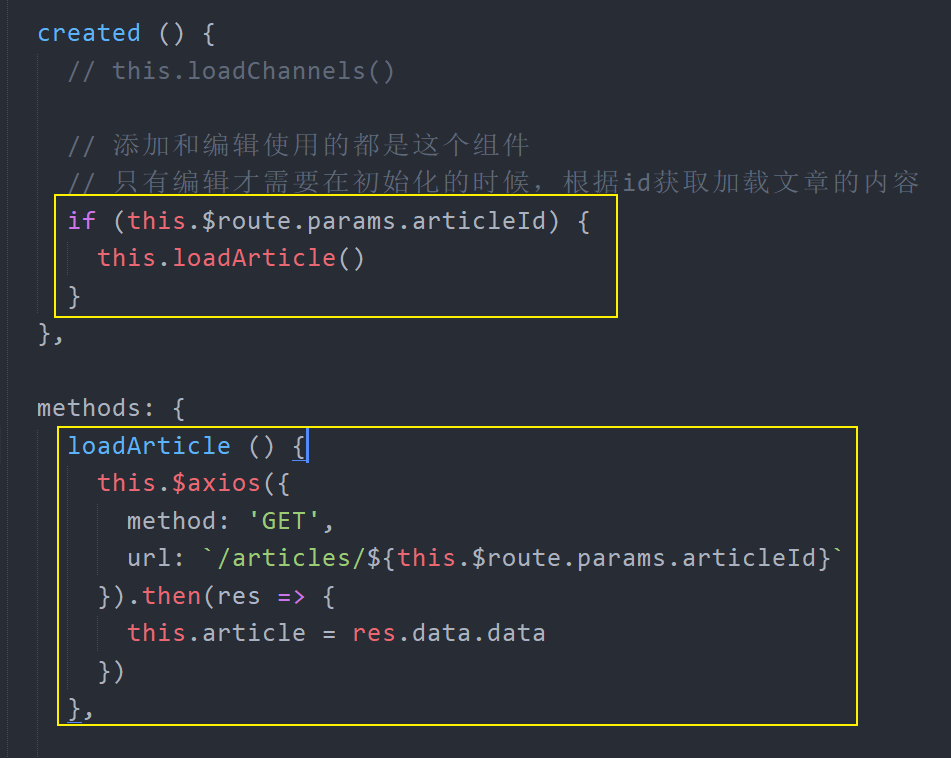 created () {
// this.loadChannels()
// 添加和编辑使用的都是这个组件
// 只有编辑才需要在初始化的时候，根据id获取加载文章的内容
if (this.$route.params.articleId) {
this.loadArticle()
}
},
methods: {
loadArticle () {
this.$axios({
method: 'GET',
url: `/articles/${this.$route.params.articleId}`
}).then(res => {
this.article = res.data.data
})
},